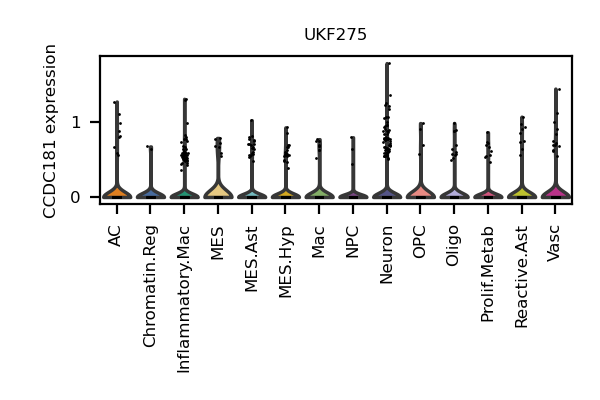 UKF275
CCDC181 expression
1
0
AC
Chromatin.Reg
Inflammatory.Mac
MES
MES.Ast
MES.Hyp
Mac
NPC
Neuron
OPC
Oligo
Prolif.Metab
Reactive.Ast
Vasc